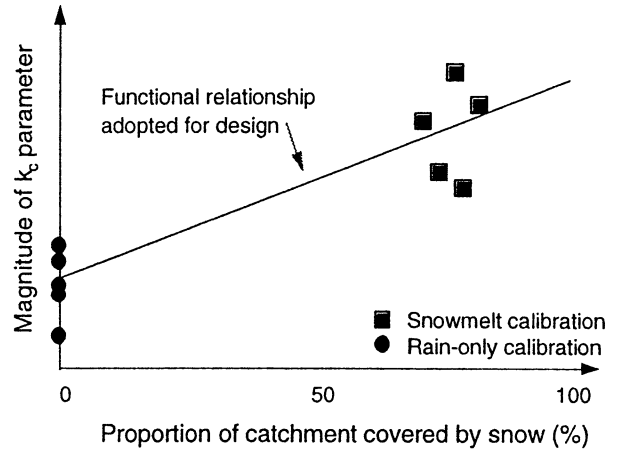 Magnitude of kc parameter
Functional relationship
adopted for design
Snowmelt calibration
Rain-only calibration
0 50 100
Proportion of catchment covered by snow (%)